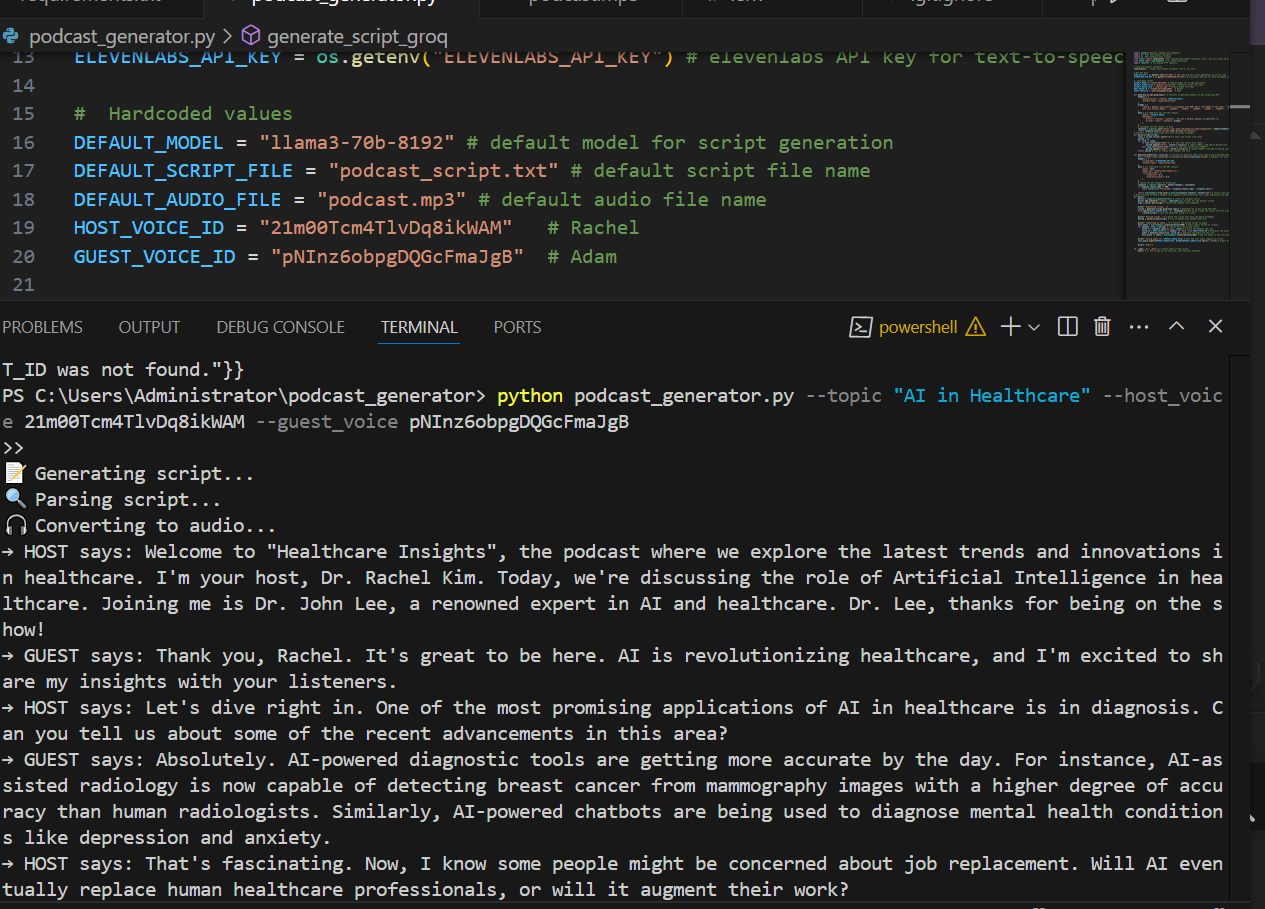 podcast_generator.py > generate_script_groq
13 ELEVENLABS_API_KEY = os.getenv("ELEVENLABS_API_KEY") # elevenlabs API key for text-to-speec
14
15 #  Hardcoded values
16 DEFAULT_MODEL = "llama3-70b-8192" # default model for script generation
17 DEFAULT_SCRIPT_FILE = "podcast_script.txt" # default script file name
18 DEFAULT_AUDIO_FILE = "podcast.mp3" # default audio file name
19 HOST_VOICE_ID = "21m00Tcm4TlvDq8ikWAM"   # Rachel
20 GUEST_VOICE_ID = "pNInz6obpgDQGcFmaJgB"  # Adam
21
PROBLEMS OUTPUT DEBUG CONSOLE TERMINAL PORTS powershell
T_ID was not found."}}
PS C:\Users\Administrator\podcast_generator> python podcast_generator.py --topic "AI in Healthcare" --host_voic
e 21m00Tcm4TlvDq8ikWAM --guest_voice pNInz6obpgDQGcFmaJgB
>>
Generating script...
Parsing script...
Converting to audio...
→ HOST says: Welcome to "Healthcare Insights", the podcast where we explore the latest trends and innovations i
n healthcare. I'm your host, Dr. Rachel Kim. Today, we're discussing the role of Artificial Intelligence in hea
lthcare. Joining me is Dr. John Lee, a renowned expert in AI and healthcare. Dr. Lee, thanks for being on the s
how!
→ GUEST says: Thank you, Rachel. It's great to be here. AI is revolutionizing healthcare, and I'm excited to sh
are my insights with your listeners.
→ HOST says: Let's dive right in. One of the most promising applications of AI in healthcare is in diagnosis. C
an you tell us about some of the recent advancements in this area?
→ GUEST says: Absolutely. AI-powered diagnostic tools are getting more accurate by the day. For instance, AI-as
sisted radiology is now capable of detecting breast cancer from mammography images with a higher degree of accu
racy than human radiologists. Similarly, AI-powered chatbots are being used to diagnose mental health condition
s like depression and anxiety.
→ HOST says: That's fascinating. Now, I know some people might be concerned about job replacement. Will AI even
tually replace human healthcare professionals, or will it augment their work?